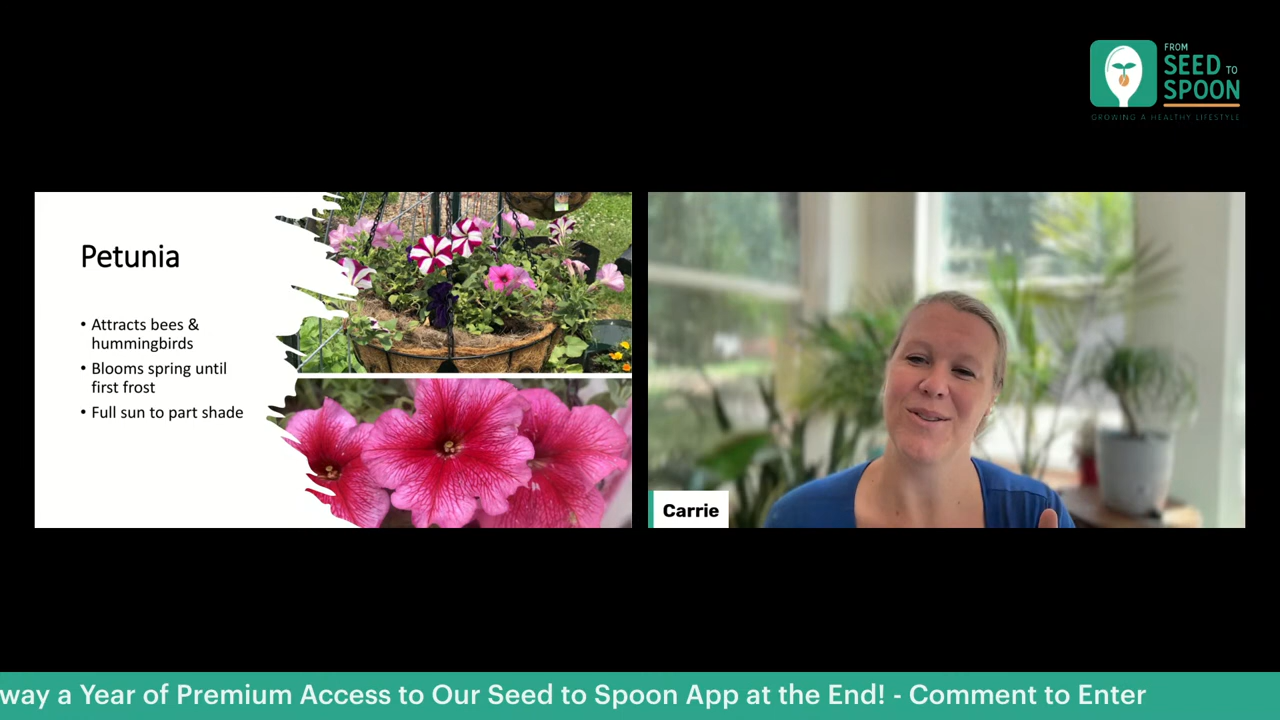 FROM
SEED TO
SPOON
GROWING A HEALTHY LIFESTYLE
Petunia
• Attracts bees &
hummingbirds
• Blooms spring until
first frost
• Full sun to part shade
Carrie
way a Year of Premium Access to Our Seed to Spoon App at the End! - Comment to Enter